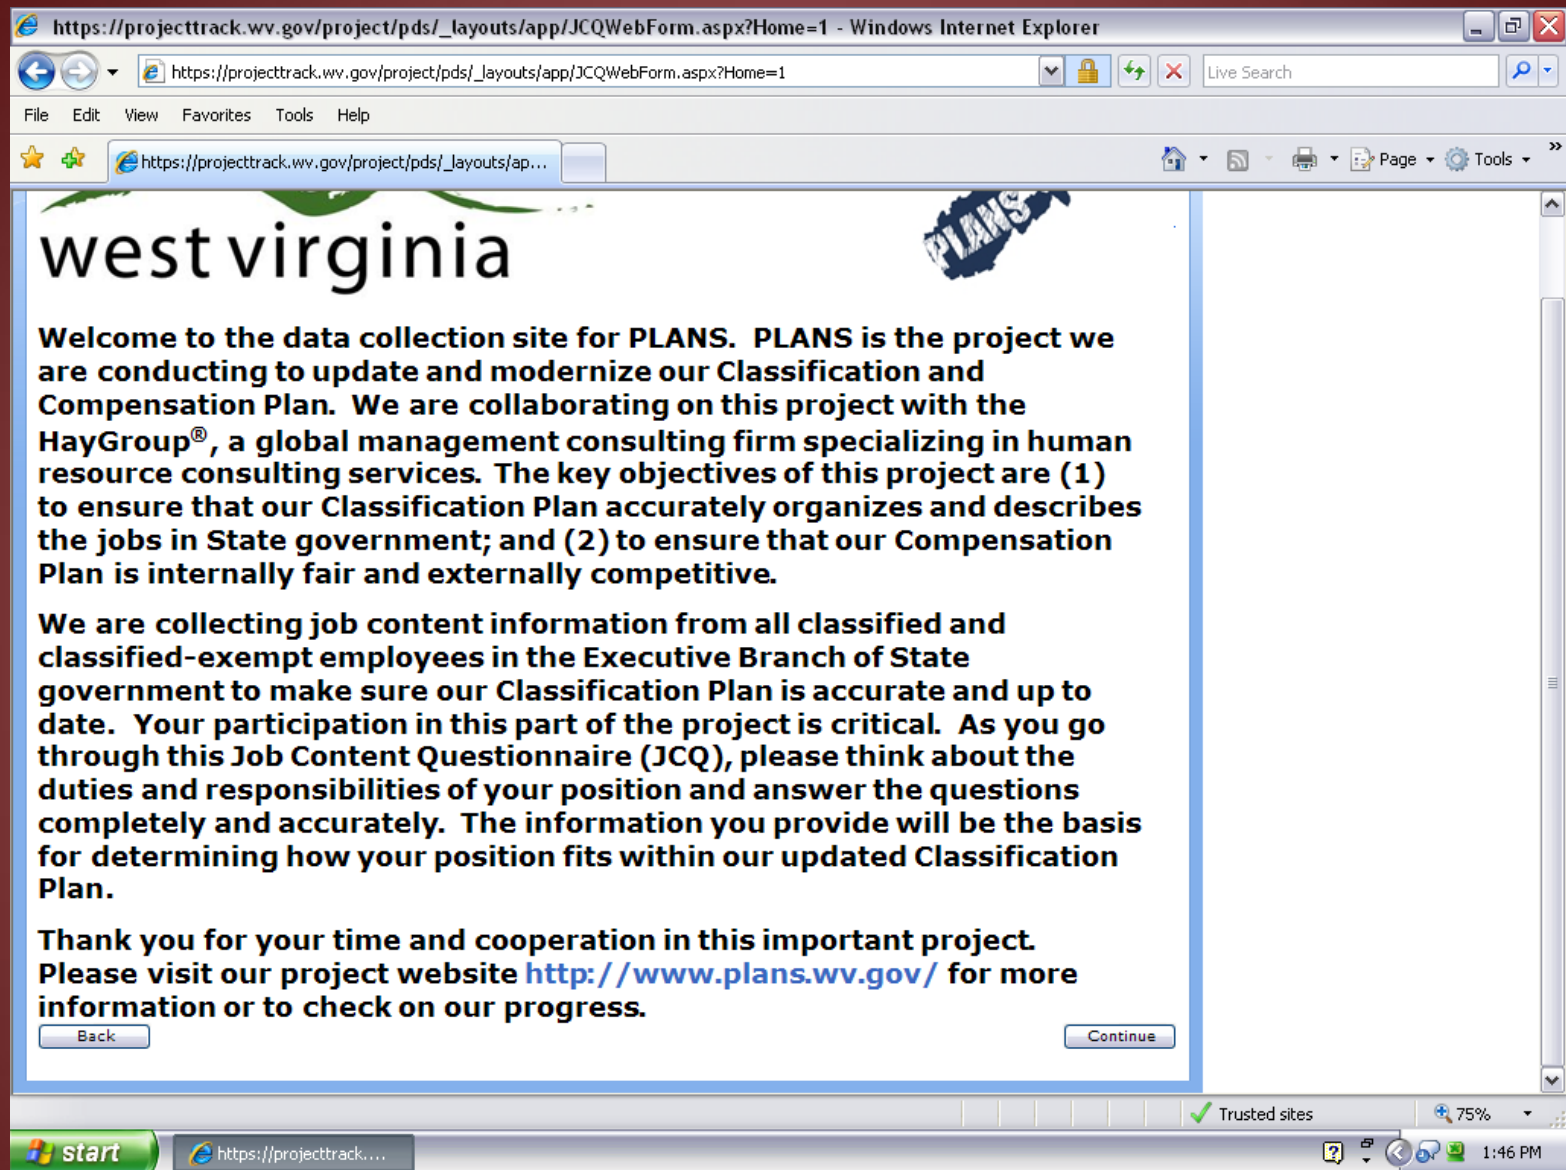 https://projecttrack.wv.gov/project/pds/_layouts/app/JCQWebForm.aspx?Home=1 - Windows Internet Explorer
https://projecttrack.wv.gov/project/pds/_layouts/app/JCQWebForm.aspx?Home=1
Live Search
File Edit View Favorites Tools Help
https://projecttrack.wv.gov/project/pds/_layouts/ap...
Page Tools »
PLANS
west virginia
Welcome to the data collection site for PLANS. PLANS is the project we
are conducting to update and modernize our Classification and
Compensation Plan. We are collaborating on this project with the
HayGroup®, a global management consulting firm specializing in human
resource consulting services. The key objectives of this project are (1)
to ensure that our Classification Plan accurately organizes and describes
the jobs in State government; and (2) to ensure that our Compensation
Plan is internally fair and externally competitive.
We are collecting job content information from all classified and
classified-exempt employees in the Executive Branch of State
government to make sure our Classification Plan is accurate and up to
date. Your participation in this part of the project is critical. As you go
through this Job Content Questionnaire (JCQ), please think about the
duties and responsibilities of your position and answer the questions
completely and accurately. The information you provide will be the basis
for determining how your position fits within our updated Classification
Plan.
Thank you for your time and cooperation in this important project.
Please visit our project website http://www.plans.wv.gov/ for more
information or to check on our progress.
Back
Continue
Trusted sites
75%
start
https://projecttrack....
1:46 PM